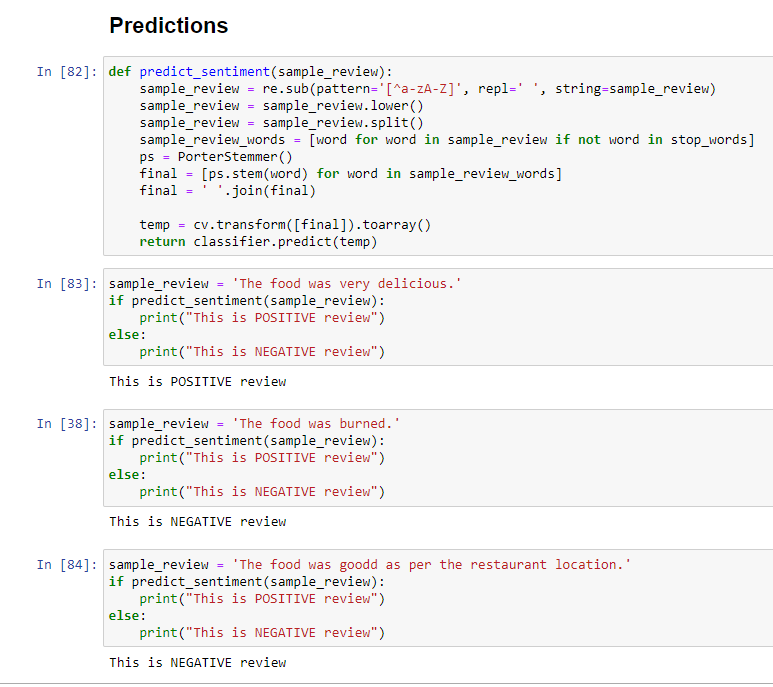 Predictions
In [82]: def predict_sentiment(sample_review):
    sample_review = re.sub(pattern='[^a-zA-Z]', repl=' ', string=sample_review)
    sample_review = sample_review.lower()
    sample_review = sample_review.split()
    sample_review_words = [word for word in sample_review if not word in stop_words]
    ps = PorterStemmer()
    final = [ps.stem(word) for word in sample_review_words]
    final = ' '.join(final)
    temp = cv.transform([final]).toarray()
    return classifier.predict(temp)
In [83]: sample_review = 'The food was very delicious.'
if predict_sentiment(sample_review):
    print("This is POSITIVE review")
else:
    print("This is NEGATIVE review")
This is POSITIVE review
In [38]: sample_review = 'The food was burned.'
if predict_sentiment(sample_review):
    print("This is POSITIVE review")
else:
    print("This is NEGATIVE review")
This is NEGATIVE review
In [84]: sample_review = 'The food was goodd as per the restaurant location.'
if predict_sentiment(sample_review):
    print("This is POSITIVE review")
else:
    print("This is NEGATIVE review")
This is NEGATIVE review